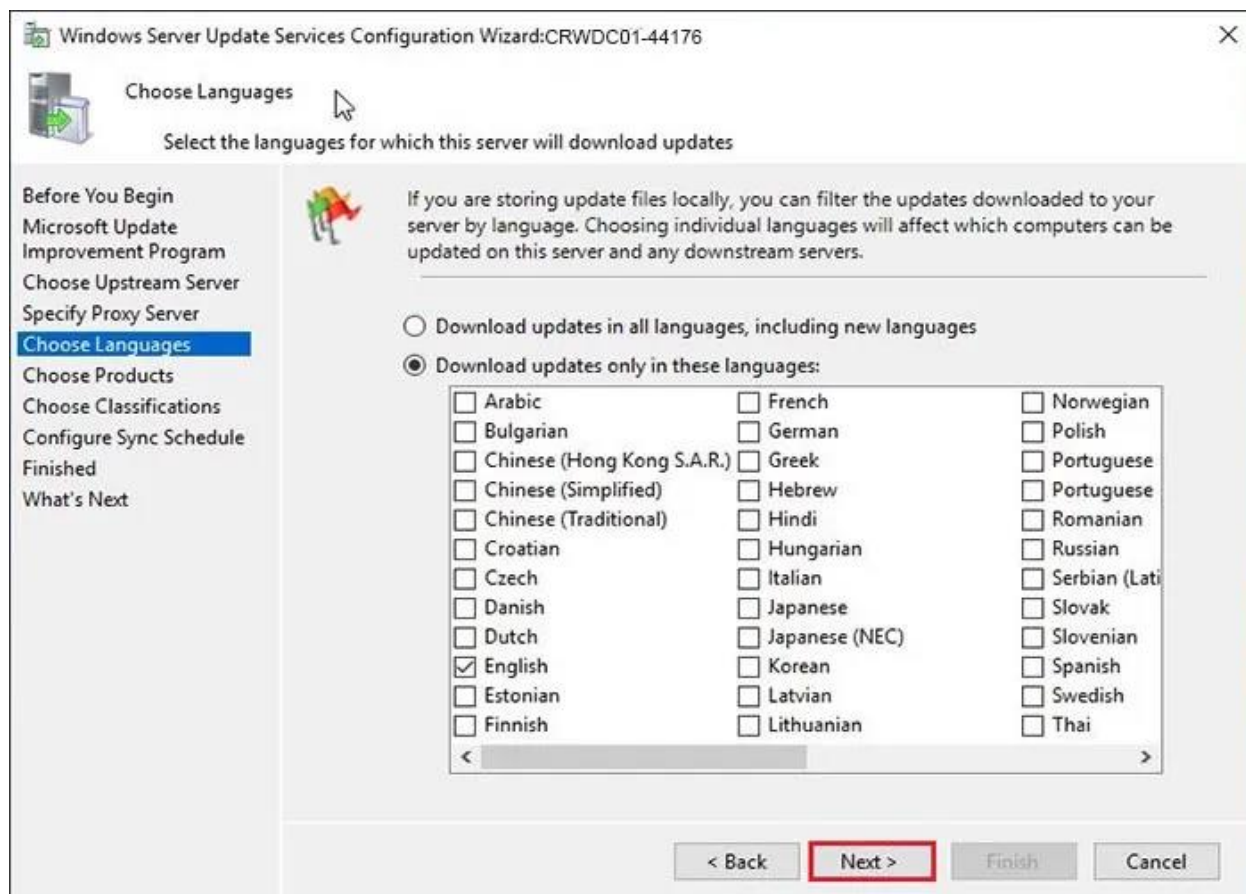 Windows Server Update Services Configuration Wizard:CRWDC01-44176
Choose Languages
Select the languages for which this server will download updates
Before You Begin
Microsoft Update
Improvement Program
Choose Upstream Server
Specify Proxy Server
Choose Languages
Choose Products
Choose Classifications
Configure Sync Schedule
Finished
What's Next
If you are storing update files locally, you can filter the updates downloaded to your
server by language. Choosing individual languages will affect which computers can be
updated on this server and any downstream servers.
Download updates in all languages, including new languages
Download updates only in these languages:
Arabic
Bulgarian
Chinese (Hong Kong S.A.R.)
Chinese (Simplified)
Chinese (Traditional)
Croatian
Czech
Danish
Dutch
English
Estonian
Finnish
French
German
Greek
Hebrew
Hindi
Hungarian
Italian
Japanese
Japanese (NEC)
Korean
Latvian
Lithuanian
Norwegian
Polish
Portuguese
Portuguese
Romanian
Russian
Serbian (Lati
Slovak
Slovenian
Spanish
Swedish
Thai
< Back
Next >
Finish
Cancel